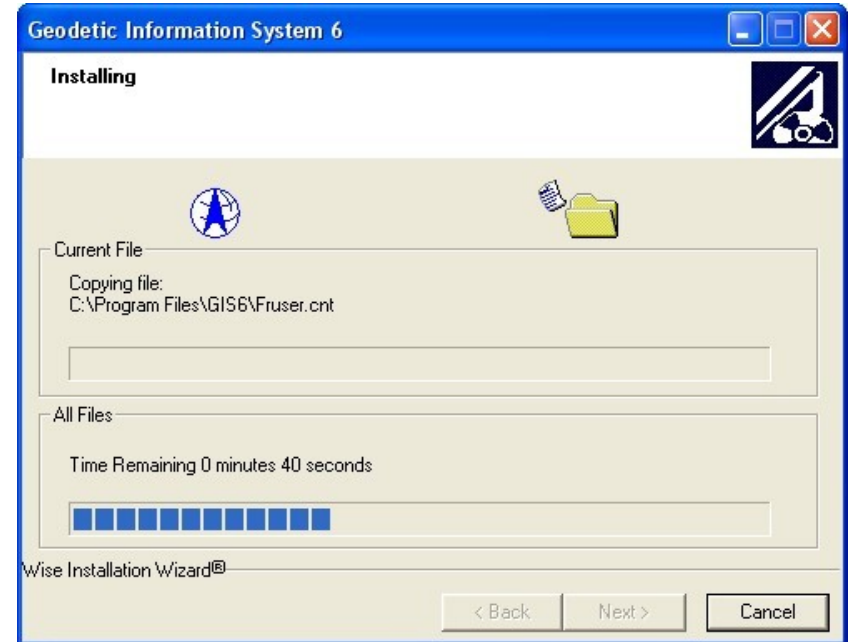 Geodetic Information System 6
Installing
Current File
Copying file:
C:\Program Files\GIS6\Fruser.cnt
All Files
Time Remaining 0 minutes 40 seconds
Wise Installation Wizard®
< Back
Next >
Cancel